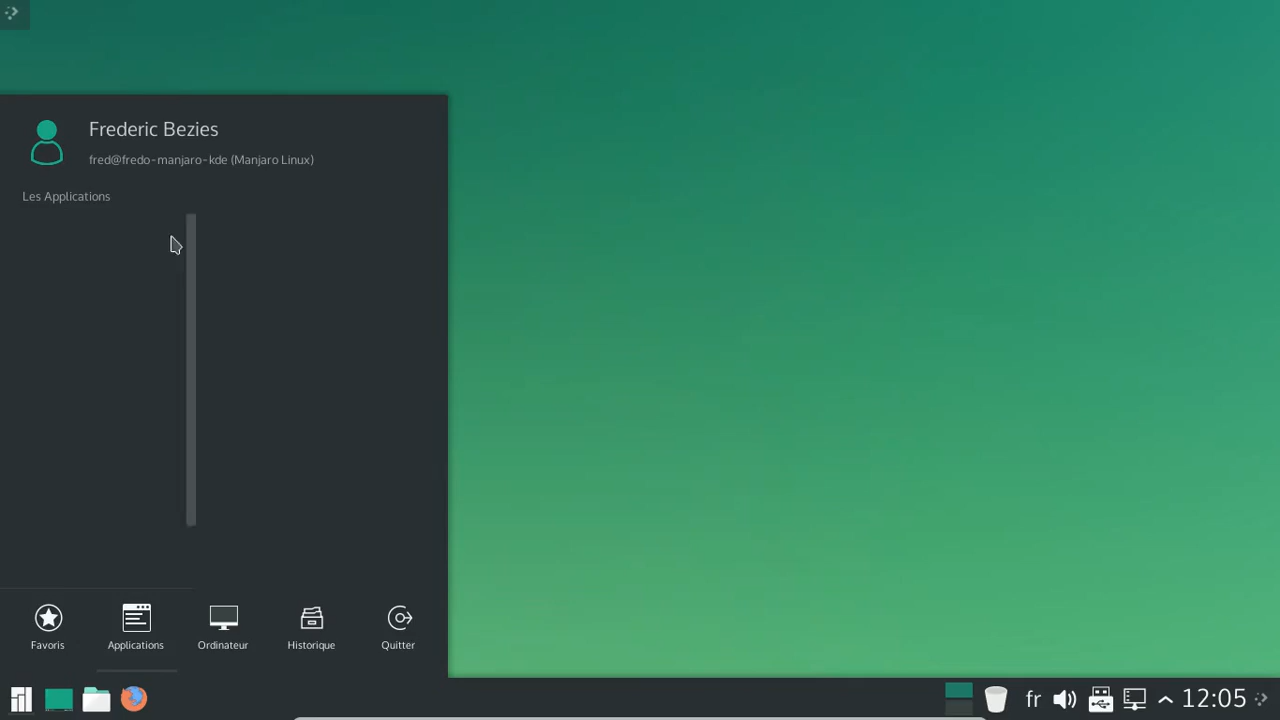 Frederic Bezies
fred@fredo-manjaro-kde (Manjaro Linux)
Les Applications
Favoris
Applications
Ordinateur
Historique
Quitter
fr
12:05